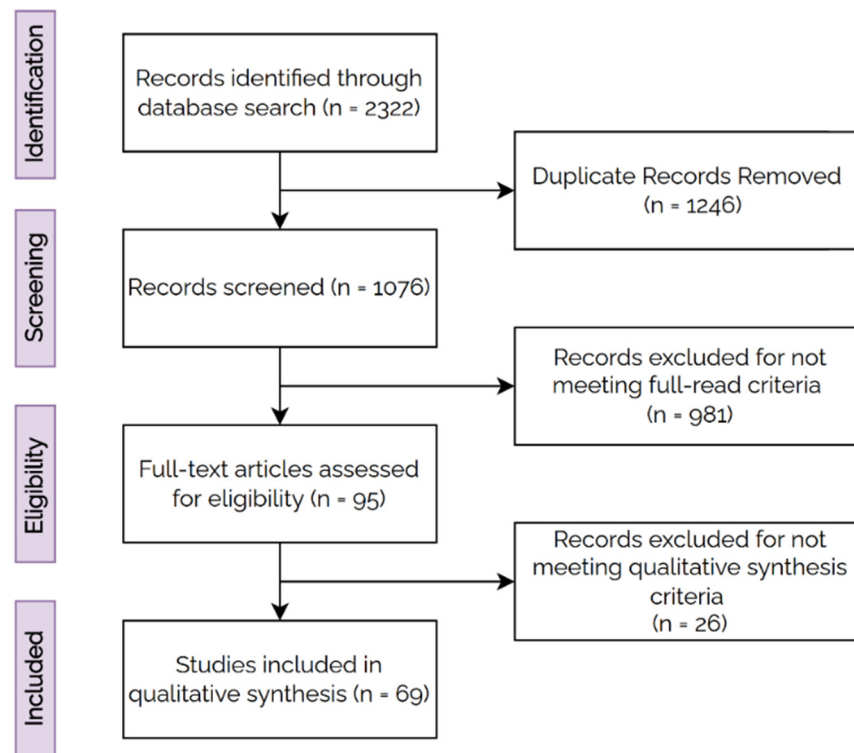 Identification
Records identified through
database search (n = 2322)
Duplicate Records Removed
(n = 1246)
Screening
Records screened (n = 1076)
Records excluded for not
meeting full-read criteria
(n = 981)
Eligibility
Full-text articles assessed
for eligibility (n = 95)
Records excluded for not
meeting qualitative synthesis
criteria
(n = 26)
Included
Studies included in
qualitative synthesis (n = 69)